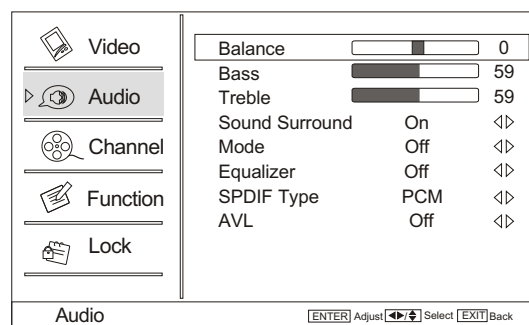 Video
Audio
Channel
Function
Lock
Balance 0
Bass 59
Treble 59
Sound Surround On
Mode Off
Equalizer Off
SPDIF Type PCM
AVL Off
Audio
ENTER Adjust ◀▶/▲▼ Select EXIT Back